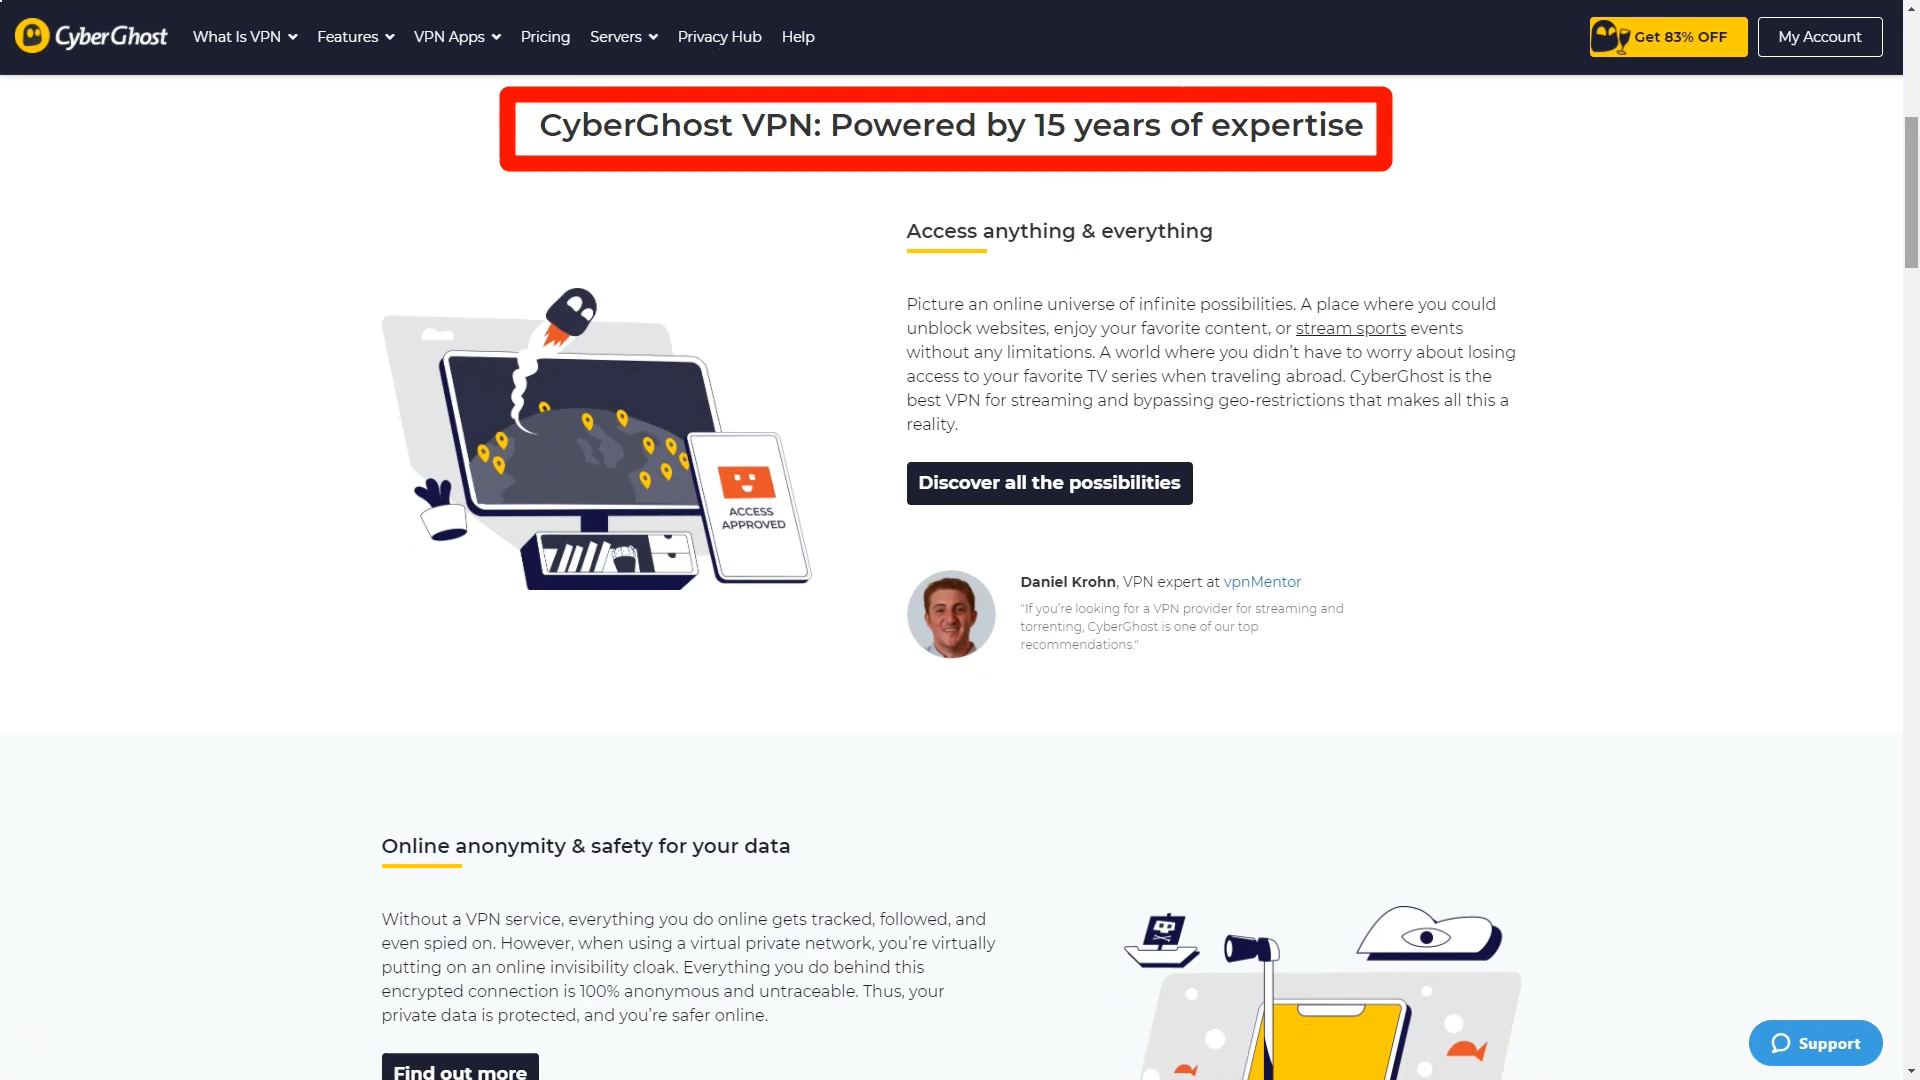 CyberGhost
What Is VPN
Features
VPN Apps
Pricing
Servers
Privacy Hub
Help
Get 83% OFF
My Account
CyberGhost VPN: Powered by 15 years of expertise
Access anything & everything
Picture an online universe of infinite possibilities. A place where you could
unblock websites, enjoy your favorite content, or stream sports events
without any limitations. A world where you didn’t have to worry about losing
access to your favorite TV series when traveling abroad. CyberGhost is the
best VPN for streaming and bypassing geo-restrictions that makes all this a
reality.
Discover all the possibilities
ACCESS
APPROVED
Daniel Krohn, VPN expert at vpnMentor
"If you’re looking for a VPN provider for streaming and
torrenting, CyberGhost is one of our top
recommendations."
Online anonymity & safety for your data
Without a VPN service, everything you do online gets tracked, followed, and
even spied on. However, when using a virtual private network, you’re virtually
putting on an online invisibility cloak. Everything you do behind this
encrypted connection is 100% anonymous and untraceable. Thus, your
private data is protected, and you’re safer online.
Find out more
Support